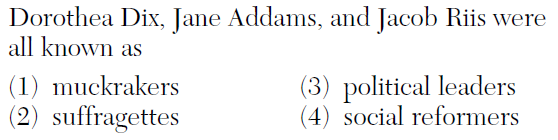 Dorothea Dix, Jane Addams, and Jacob Riis were
all known as
(1) muckrakers (3) political leaders
(2) suffragettes (4) social reformers